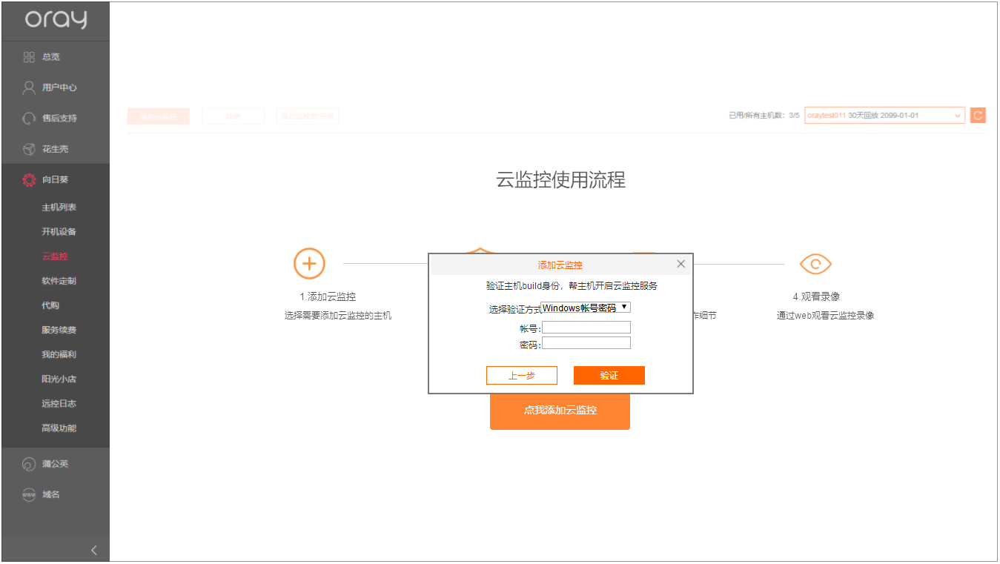 oray
总览
用户中心
售后支持
花生壳
向日葵
主机列表
开机设备
云监控
软件定制
代购
服务续费
我的福利
阳光小店
远控日志
高级功能
蒲公英
www 域名
添加云监控
已用/所有主机数：3/5 oraytest011 30天回放 2099-01-01
云监控使用流程
1.添加云监控
选择需要添加云监控的主机
作细节
4.观看录像
通过web观看云监控录像
添加云监控
验证主机build身份，帮主机开启云监控服务
选择验证方式 Windows帐号密码
帐号:
密码:
上一步 验证
点我添加云监控